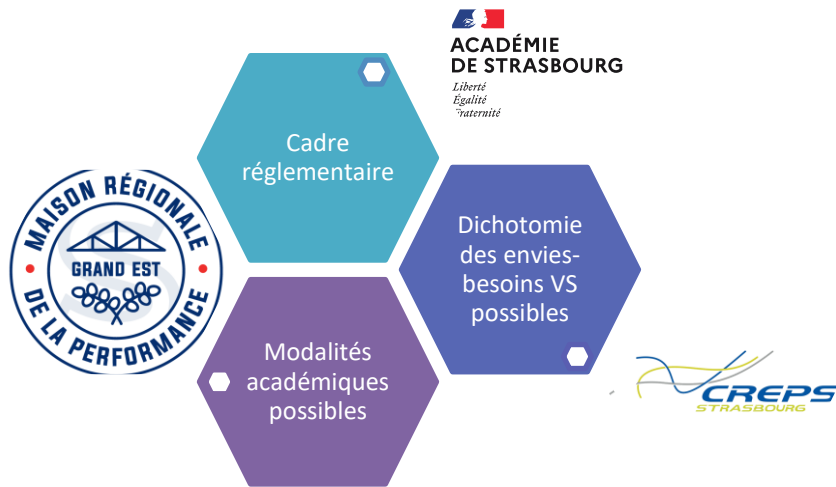 ACADÉMIE
DE STRASBOURG
Liberté
Égalité
Fraternité
Cadre
réglementaire
MAISON RÉGIONALE
GRAND EST
DE LA PERFORMANCE
Dichotomie
des envies-
besoins VS
possibles
Modalités
académiques
possibles
CREPS
STRASBOURG